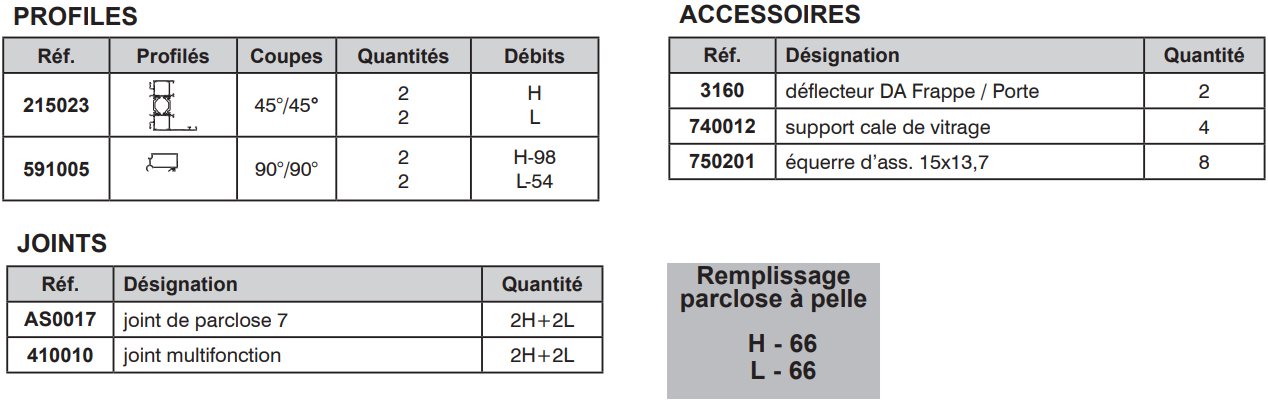 PROFILES
Réf. Profilés Coupes Quantités Débits
215023 45°/45° 2 H
2 L
591005 90°/90° 2 H-98
2 L-54
ACCESSOIRES
Réf. Désignation Quantité
3160 déflecteur DA Frappe / Porte 2
740012 support cale de vitrage 4
750201 équerre d'ass. 15x13,7 8
JOINTS
Réf. Désignation Quantité
AS0017 joint de parclose 7 2H+2L
410010 joint multifonction 2H+2L
Remplissage
parclose à pelle
H - 66
L - 66